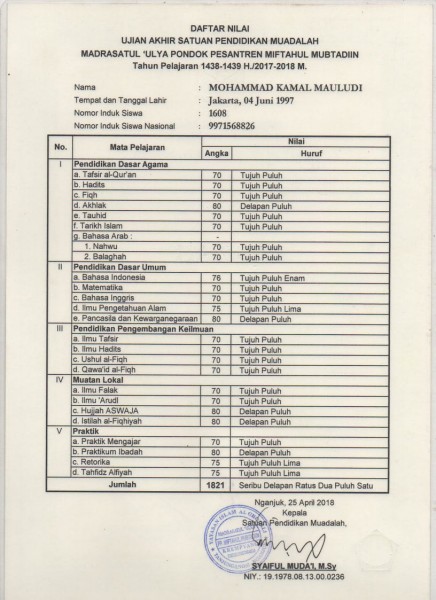 DAFTAR NILAI
UJIAN AKHIR SATUAN PENDIDIKAN MUADALAH
MADRASATUL 'ULYA PONDOK PESANTREN MIFTAHUL MUBTADIIN
Tahun Pelajaran 1438-1439 H./2017-2018 M.
Nama : MOHAMMAD KAMAL MAULUDI
Tempat dan Tanggal Lahir : Jakarta, 04 Juni 1997
Nomor Induk Siswa : 1608
Nomor Induk Siswa Nasional : 9971568826
No. Mata Pelajaran Nilai
Angka Huruf
I Pendidikan Dasar Agama
a. Tafsir al-Qur'an 70 Tujuh Puluh
b. Hadits 70 Tujuh Puluh
c. Fiqh 70 Tujuh Puluh
d. Akhlak 80 Delapan Puluh
e. Tauhid 70 Tujuh Puluh
f. Tarikh Islam 70 Tujuh Puluh
g. Bahasa Arab : -
1. Nahwu 70 Tujuh Puluh
2. Balaghah 70 Tujuh Puluh
II Pendidikan Dasar Umum
a. Bahasa Indonesia 76 Tujuh Puluh Enam
b. Matematika 70 Tujuh Puluh
c. Bahasa Inggris 70 Tujuh Puluh
d. Ilmu Pengetahuan Alam 75 Tujuh Puluh Lima
e. Pancasila dan Kewarganegaraan 80 Delapan Puluh
III Pendidikan Pengembangan Keilmuan
a. Ilmu Tafsir 70 Tujuh Puluh
b. Ilmu Hadits 70 Tujuh Puluh
c. Ushul al-Fiqh 70 Tujuh Puluh
d. Qawa'id al-Fiqh 70 Tujuh Puluh
IV Muatan Lokal
a. Ilmu Falak 70 Tujuh Puluh
b. Ilmu 'Arudl 70 Tujuh Puluh
c. Hujjah ASWAJA 80 Delapan Puluh
d. Istilah al-Fiqhiyah 80 Delapan Puluh
V Praktik
a. Praktik Mengajar 70 Tujuh Puluh
b. Praktikum Ibadah 80 Delapan Puluh
c. Retorika 75 Tujuh Puluh Lima
d. Tahfidz Alfiyah 75 Tujuh Puluh Lima
Jumlah 1821 Seribu Delapan Ratus Dua Puluh Satu
Nganjuk, 25 April 2018
Kepala
Satuan Pendidikan Muadalah,
SYAIFUL MUDA'I, M.Sy
NIY.: 19.1978.08.13.00.0236